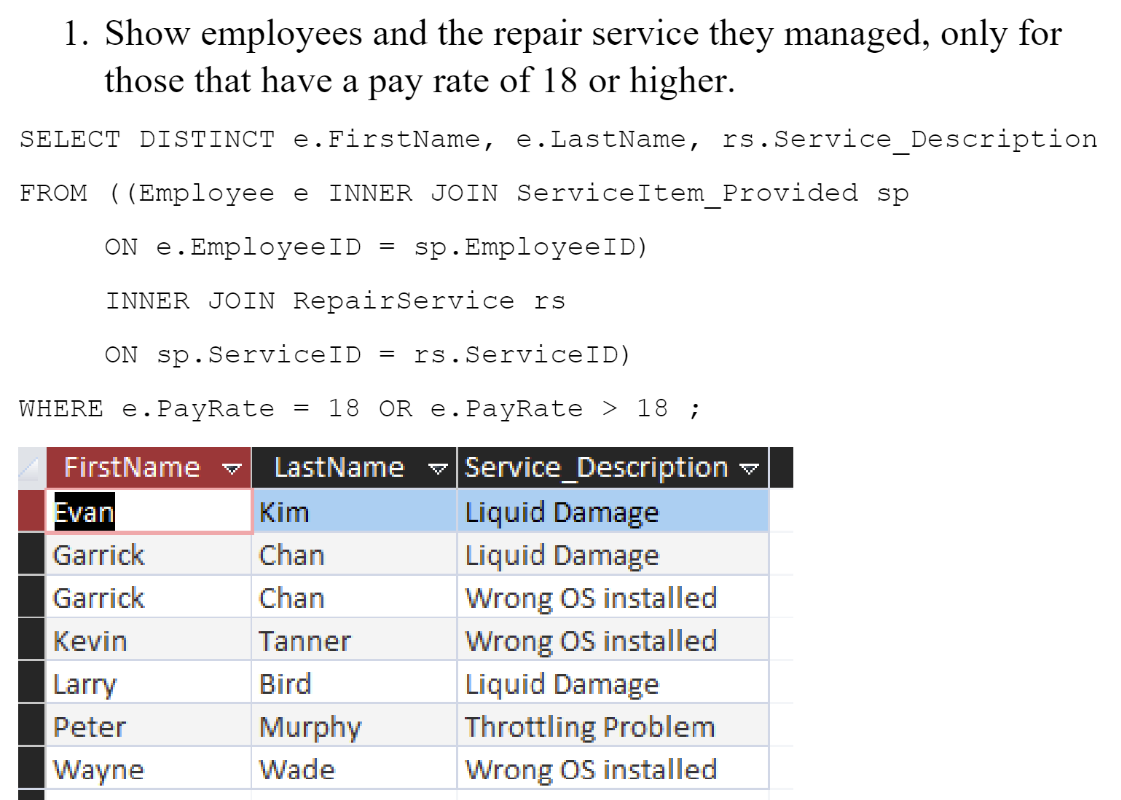 1. Show employees and the repair service they managed, only for
those that have a pay rate of 18 or higher.
SELECT DISTINCT e.FirstName, e.LastName, rs.Service_Description
FROM ((Employee e INNER JOIN ServiceItem_Provided sp
ON e.EmployeeID = sp.EmployeeID)
INNER JOIN RepairService rs
ON sp.ServiceID = rs.ServiceID)
WHERE e.PayRate = 18 OR e.PayRate > 18 ;
FirstName LastName Service_Description
Evan Kim Liquid Damage
Garrick Chan Liquid Damage
Garrick Chan Wrong OS installed
Kevin Tanner Wrong OS installed
Larry Bird Liquid Damage
Peter Murphy Throttling Problem
Wayne Wade Wrong OS installed